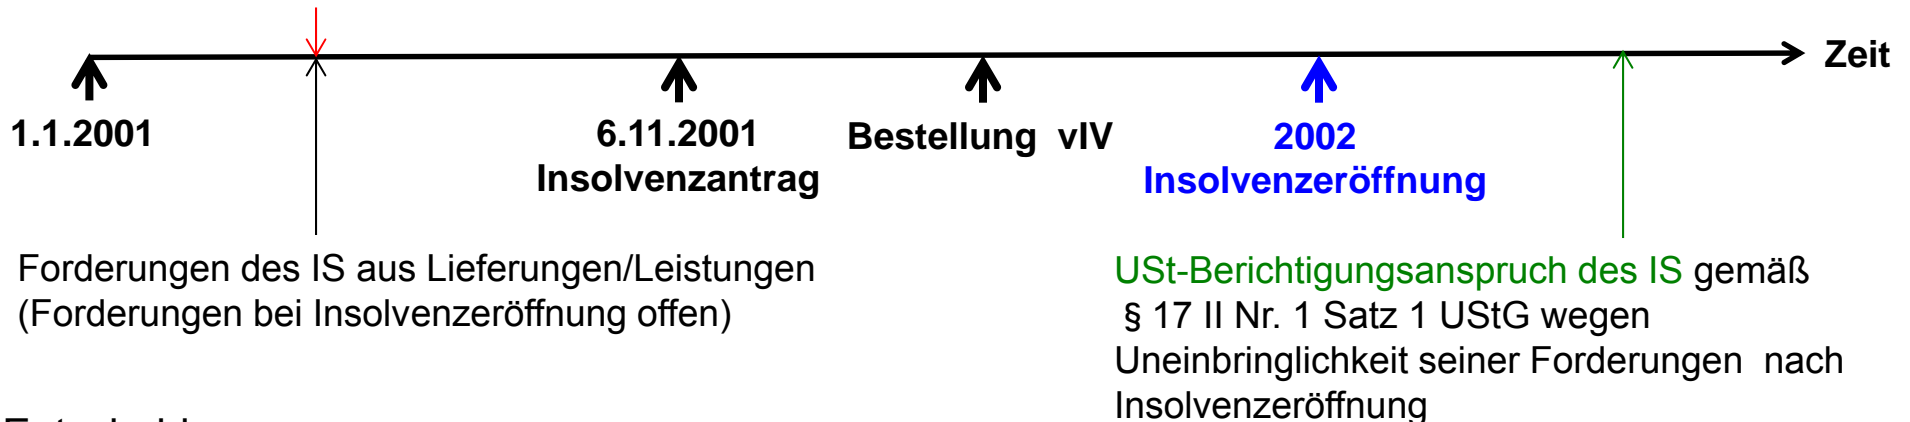 Zeit
1.1.2001
6.11.2001
Insolvenzantrag
Bestellung vIV
2002
Insolvenzeröffnung
Forderungen des IS aus Lieferungen/Leistungen
(Forderungen bei Insolvenzeröffnung offen)
USt-Berichtigungsanspruch des IS gemäß
§ 17 II Nr. 1 Satz 1 UStG wegen
Uneinbringlichkeit seiner Forderungen nach
Insolvenzeröffnung